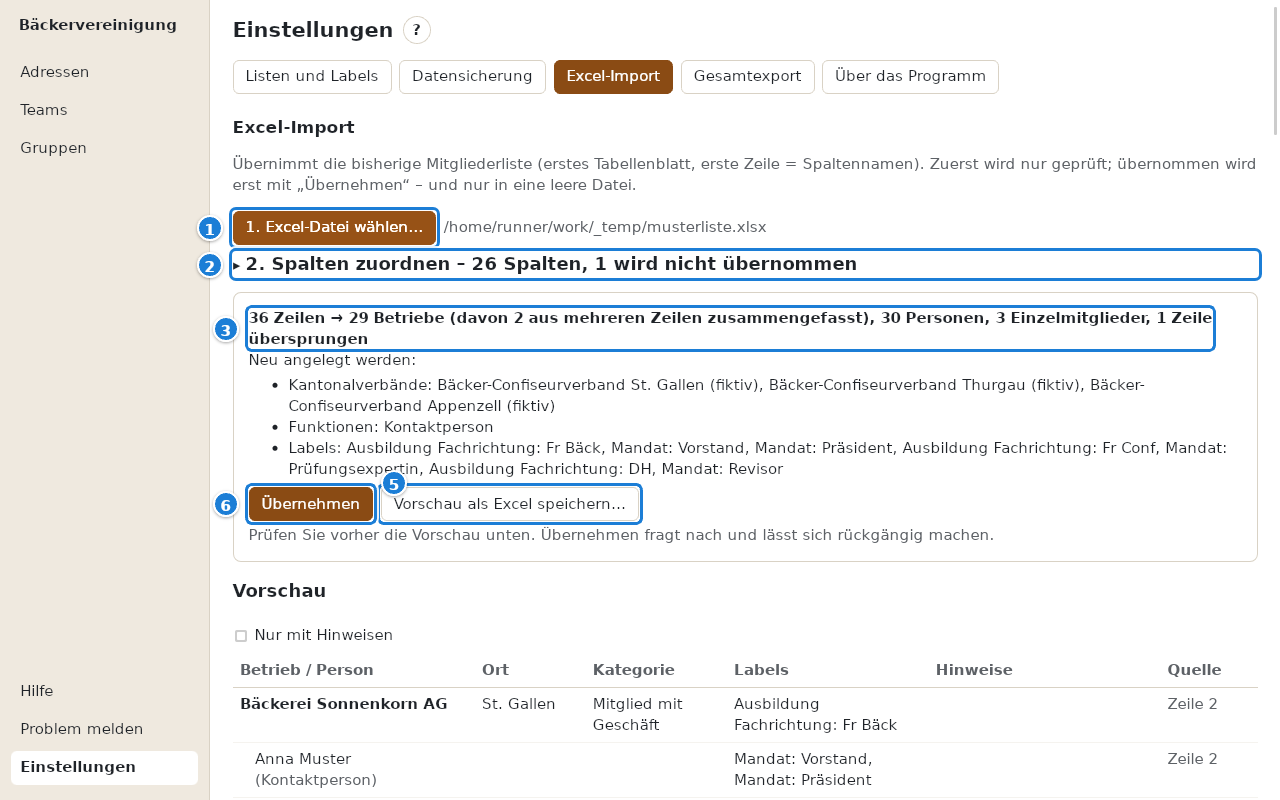 Bäckervereinigung
Adressen
Teams
Gruppen
Hilfe
Problem melden
Einstellungen
Einstellungen ?
Listen und Labels
Datensicherung
Excel-Import
Gesamtexport
Über das Programm
Excel-Import
Übernimmt die bisherige Mitgliederliste (erstes Tabellenblatt, erste Zeile = Spaltennamen). Zuerst wird nur geprüft; übernommen wird
erst mit „Übernehmen“ – und nur in eine leere Datei.
1 1. Excel-Datei wählen… /home/runner/work/_temp/musterliste.xlsx
2 ▸ 2. Spalten zuordnen – 26 Spalten, 1 wird nicht übernommen
3 36 Zeilen → 29 Betriebe (davon 2 aus mehreren Zeilen zusammengefasst), 30 Personen, 3 Einzelmitglieder, 1 Zeile
übersprungen
Neu angelegt werden:
• Kantonalverbände: Bäcker-Confiseurverband St. Gallen (fiktiv), Bäcker-Confiseurverband Thurgau (fiktiv), Bäcker-
Confiseurverband Appenzell (fiktiv)
• Funktionen: Kontaktperson
• Labels: Ausbildung Fachrichtung: Fr Bäck, Mandat: Vorstand, Mandat: Präsident, Ausbildung Fachrichtung: Fr Conf, Mandat:
Prüfungsexpertin, Ausbildung Fachrichtung: DH, Mandat: Revisor
6 Übernehmen 5 Vorschau als Excel speichern…
Prüfen Sie vorher die Vorschau unten. Übernehmen fragt nach und lässt sich rückgängig machen.
Vorschau
Nur mit Hinweisen
Betrieb / Person Ort Kategorie Labels Hinweise Quelle
Bäckerei Sonnenkorn AG St. Gallen Mitglied mit Ausbildung Zeile 2
Geschäft Fachrichtung: Fr Bäck
Anna Muster Mandat: Vorstand, Zeile 2
(Kontaktperson) Mandat: Präsident